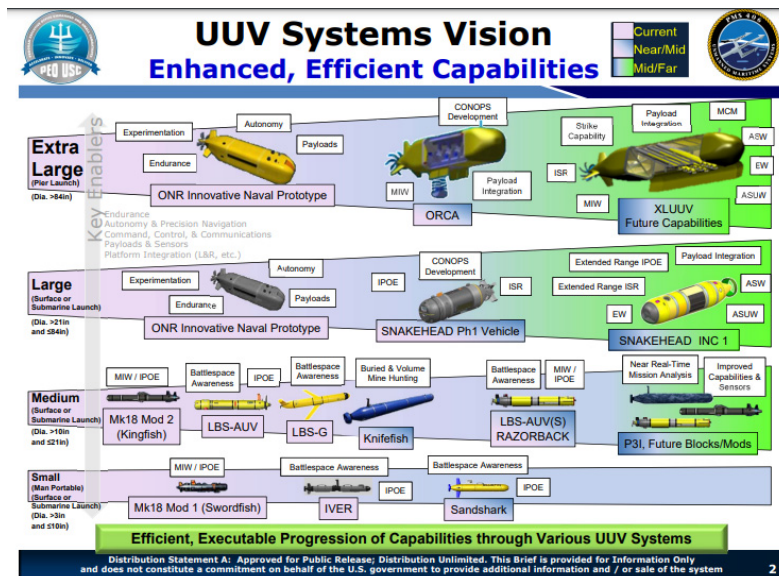 PEO USC
UUV Systems Vision
Enhanced, Efficient Capabilities
Current
Near/Mid
Mid/Far
PMS 406
UNMANNED MARITIME SYSTEMS
Key Enablers
Endurance
Autonomy & Precision Navigation
Command, Control, & Communications
Payloads & Sensors
Platform Integration (L&R, etc.)
Extra
Large
(Pier Launch)
(Dia. >84in)
Experimentation
Autonomy
Payloads
Endurance
ONR Innovative Naval Prototype
CONOPS
Development
MIW
Payload
Integration
ORCA
Strike
Capability
Payload
Integration
MCM
ISR
ASW
EW
MIW
ASUW
XLUUV
Future Capabilities
Large
(Surface or
Submarine Launch)
(Dia. >21in
and ≤84in)
Experimentation
Autonomy
Endurance
Payloads
ONR Innovative Naval Prototype
IPOE
CONOPS
Development
ISR
SNAKEHEAD Ph1 Vehicle
Extended Range IPOE
Payload Integration
Extended Range ISR
ASW
EW
ASUW
SNAKEHEAD INC 1
Medium
(Surface or
Submarine Launch)
(Dia. >10in
and ≤21in)
MIW / IPOE
Mk18 Mod 2
(Kingfish)
Battlespace
Awareness
IPOE
LBS-AUV
Battlespace
Awareness
LBS-G
Buried & Volume
Mine Hunting
Knifefish
Battlespace
Awareness
MIW /
IPOE
LBS-AUV(S)
RAZORBACK
Near Real-Time
Mission Analysis
Improved
Capabilities &
Sensors
P3I, Future Blocks/Mods
Small
(Man Portable)
(Surface or
Submarine Launch)
(Dia. >3in
and ≤10in)
MIW / IPOE
Mk18 Mod 1 (Swordfish)
Battlespace Awareness
IPOE
IVER
Battlespace Awareness
IPOE
Sandshark
Efficient, Executable Progression of Capabilities through Various UUV Systems
Distribution Statement A: Approved for Public Release; Distribution Unlimited. This Brief is provided for Information Only
and does not constitute a commitment on behalf of the U.S. government to provide additional information and / or sale of the system
2